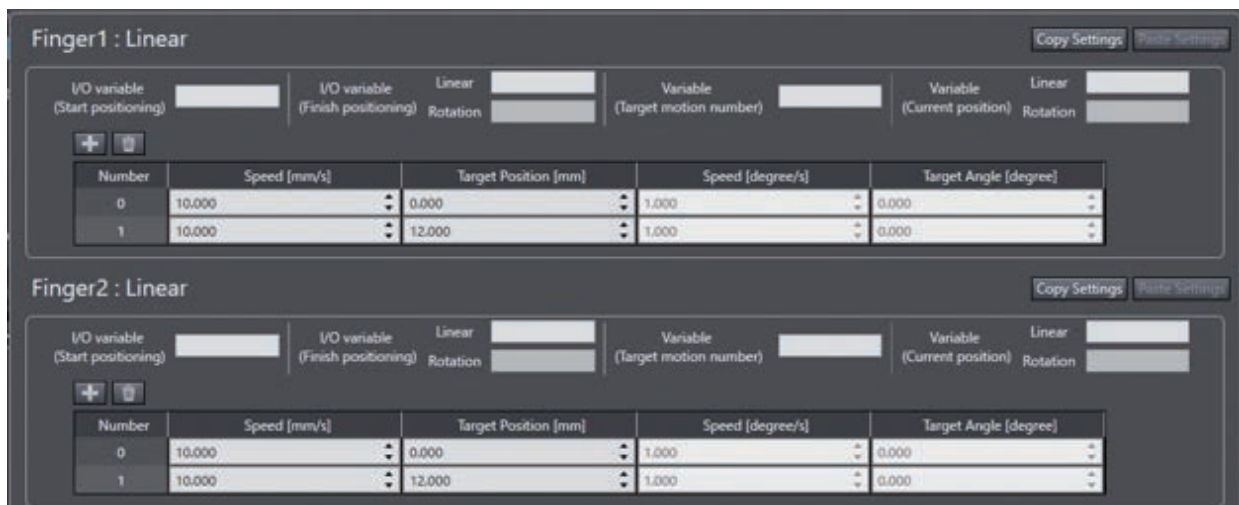 Finger1 : Linear
Copy Settings Paste Settings
I/O variable (Start positioning) I/O variable (Finish positioning) Linear Rotation Variable (Target motion number) Variable (Current position) Linear Rotation
Number Speed [mm/s] Target Position [mm] Speed [degree/s] Target Angle [degree]
0 10.000 0.000 1.000 0.000
1 10.000 12.000 1.000 0.000
Finger2 : Linear
Copy Settings Paste Settings
I/O variable (Start positioning) I/O variable (Finish positioning) Linear Rotation Variable (Target motion number) Variable (Current position) Linear Rotation
Number Speed [mm/s] Target Position [mm] Speed [degree/s] Target Angle [degree]
0 10.000 0.000 1.000 0.000
1 10.000 12.000 1.000 0.000